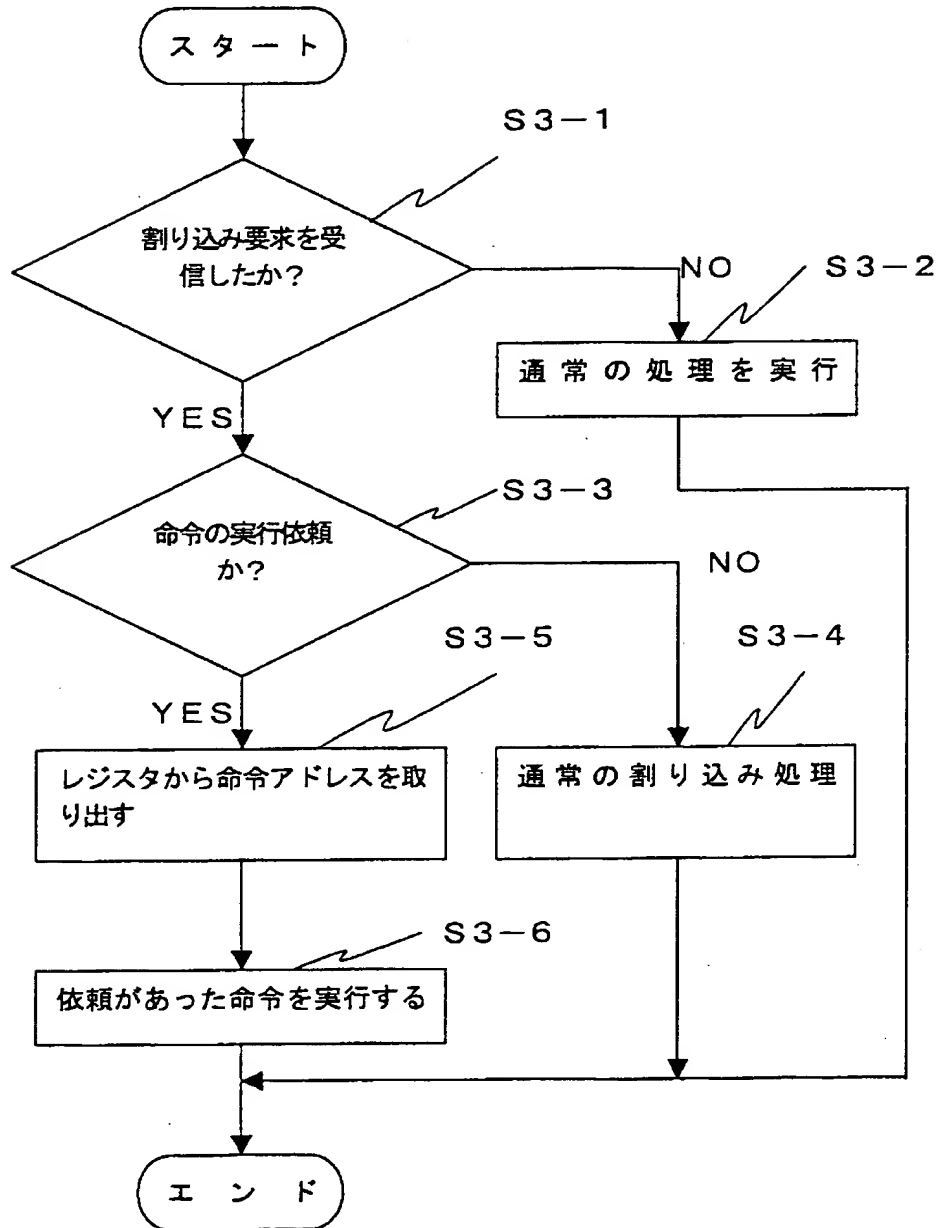 スタート
S3-1
割り込み要求を受
信したか?
NO
S3-2
通常の処理を実行
YES
S3-3
命令の実行依頼
か?
NO
S3-5
S3-4
YES
レジスタから命令アドレスを取
り出す
通常の割り込み処理
S3-6
依頼があった命令を実行する
エンド